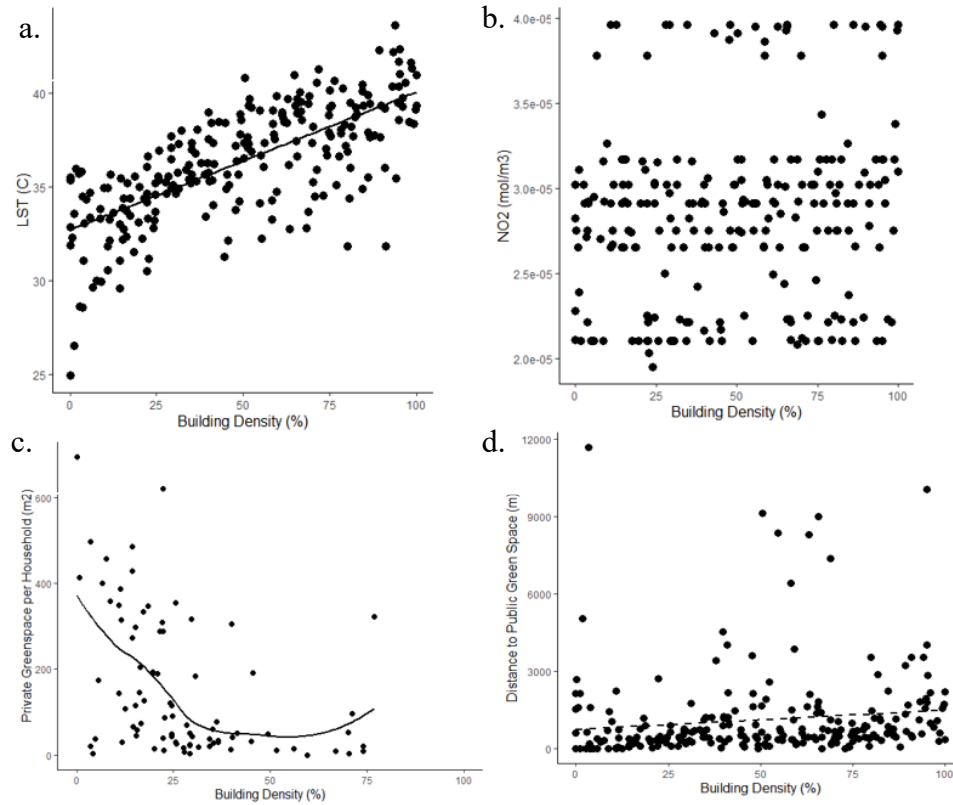 a.
LST (C)
40
35
30
25
0
25
50
75
100
Building Density (%)
b.
NO2 (mol/m3)
4.0e-05
3.5e-05
3.0e-05
2.5e-05
2.0e-05
0
25
50
75
100
Building Density (%)
c.
Private Greenspace per Household (m2)
600
400
200
0
0
25
50
75
100
Building Density (%)
d.
Distance to Public Green Space (m)
12000
9000
6000
3000
0
0
25
50
75
100
Building Density (%)